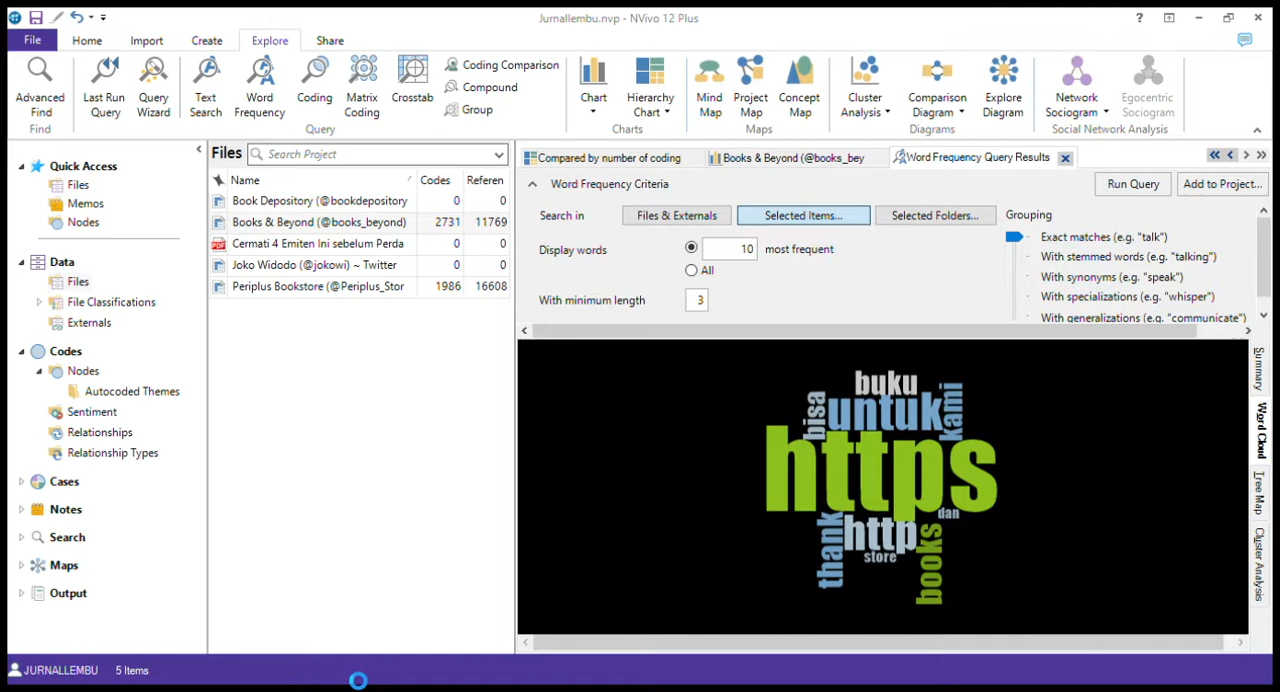 Jurnallembu.nvp - NVivo 12 Plus
?
File
Home
Import
Create
Explore
Share
Advanced Find
Last Run Query
Query Wizard
Text Search
Word Frequency
Coding
Matrix Coding
Crosstab
Coding Comparison
Compound
Group
Chart
Hierarchy Chart
Mind Map
Project Map
Concept Map
Cluster Analysis
Comparison Diagram
Explore Diagram
Network Sociogram
Egocentric Sociogram
Find
Query
Charts
Maps
Diagrams
Social Network Analysis
Quick Access
Files
Memos
Nodes
Data
Files
File Classifications
Externals
Codes
Nodes
Autocoded Themes
Sentiment
Relationships
Relationship Types
Cases
Notes
Search
Maps
Output
Files
Search Project
Name Codes Referen
Book Depository (@bookdepository 0 0
Books & Beyond (@books_beyond) 2731 11769
Cermati 4 Emiten Ini sebelum Perda 0 0
Joko Widodo (@jokowi) ~ Twitter 0 0
Periplus Bookstore (@Periplus_Stor 1986 16608
Compared by number of coding
Books & Beyond (@books_bey
Word Frequency Query Results
Word Frequency Criteria
Run Query
Add to Project...
Search in
Files & Externals
Selected Items...
Selected Folders...
Grouping
Display words
10 most frequent
All
With minimum length
3
Exact matches (e.g. "talk")
With stemmed words (e.g. "talking")
With synonyms (e.g. "speak")
With specializations (e.g. "whisper")
With generalizations (e.g. "communicate")
buku
bisa
untuk
kami
https
dan
thank
http
books
store
Summary
Word Cloud
Tree Map
Cluster Analysis
JURNALLEMBU
5 Items